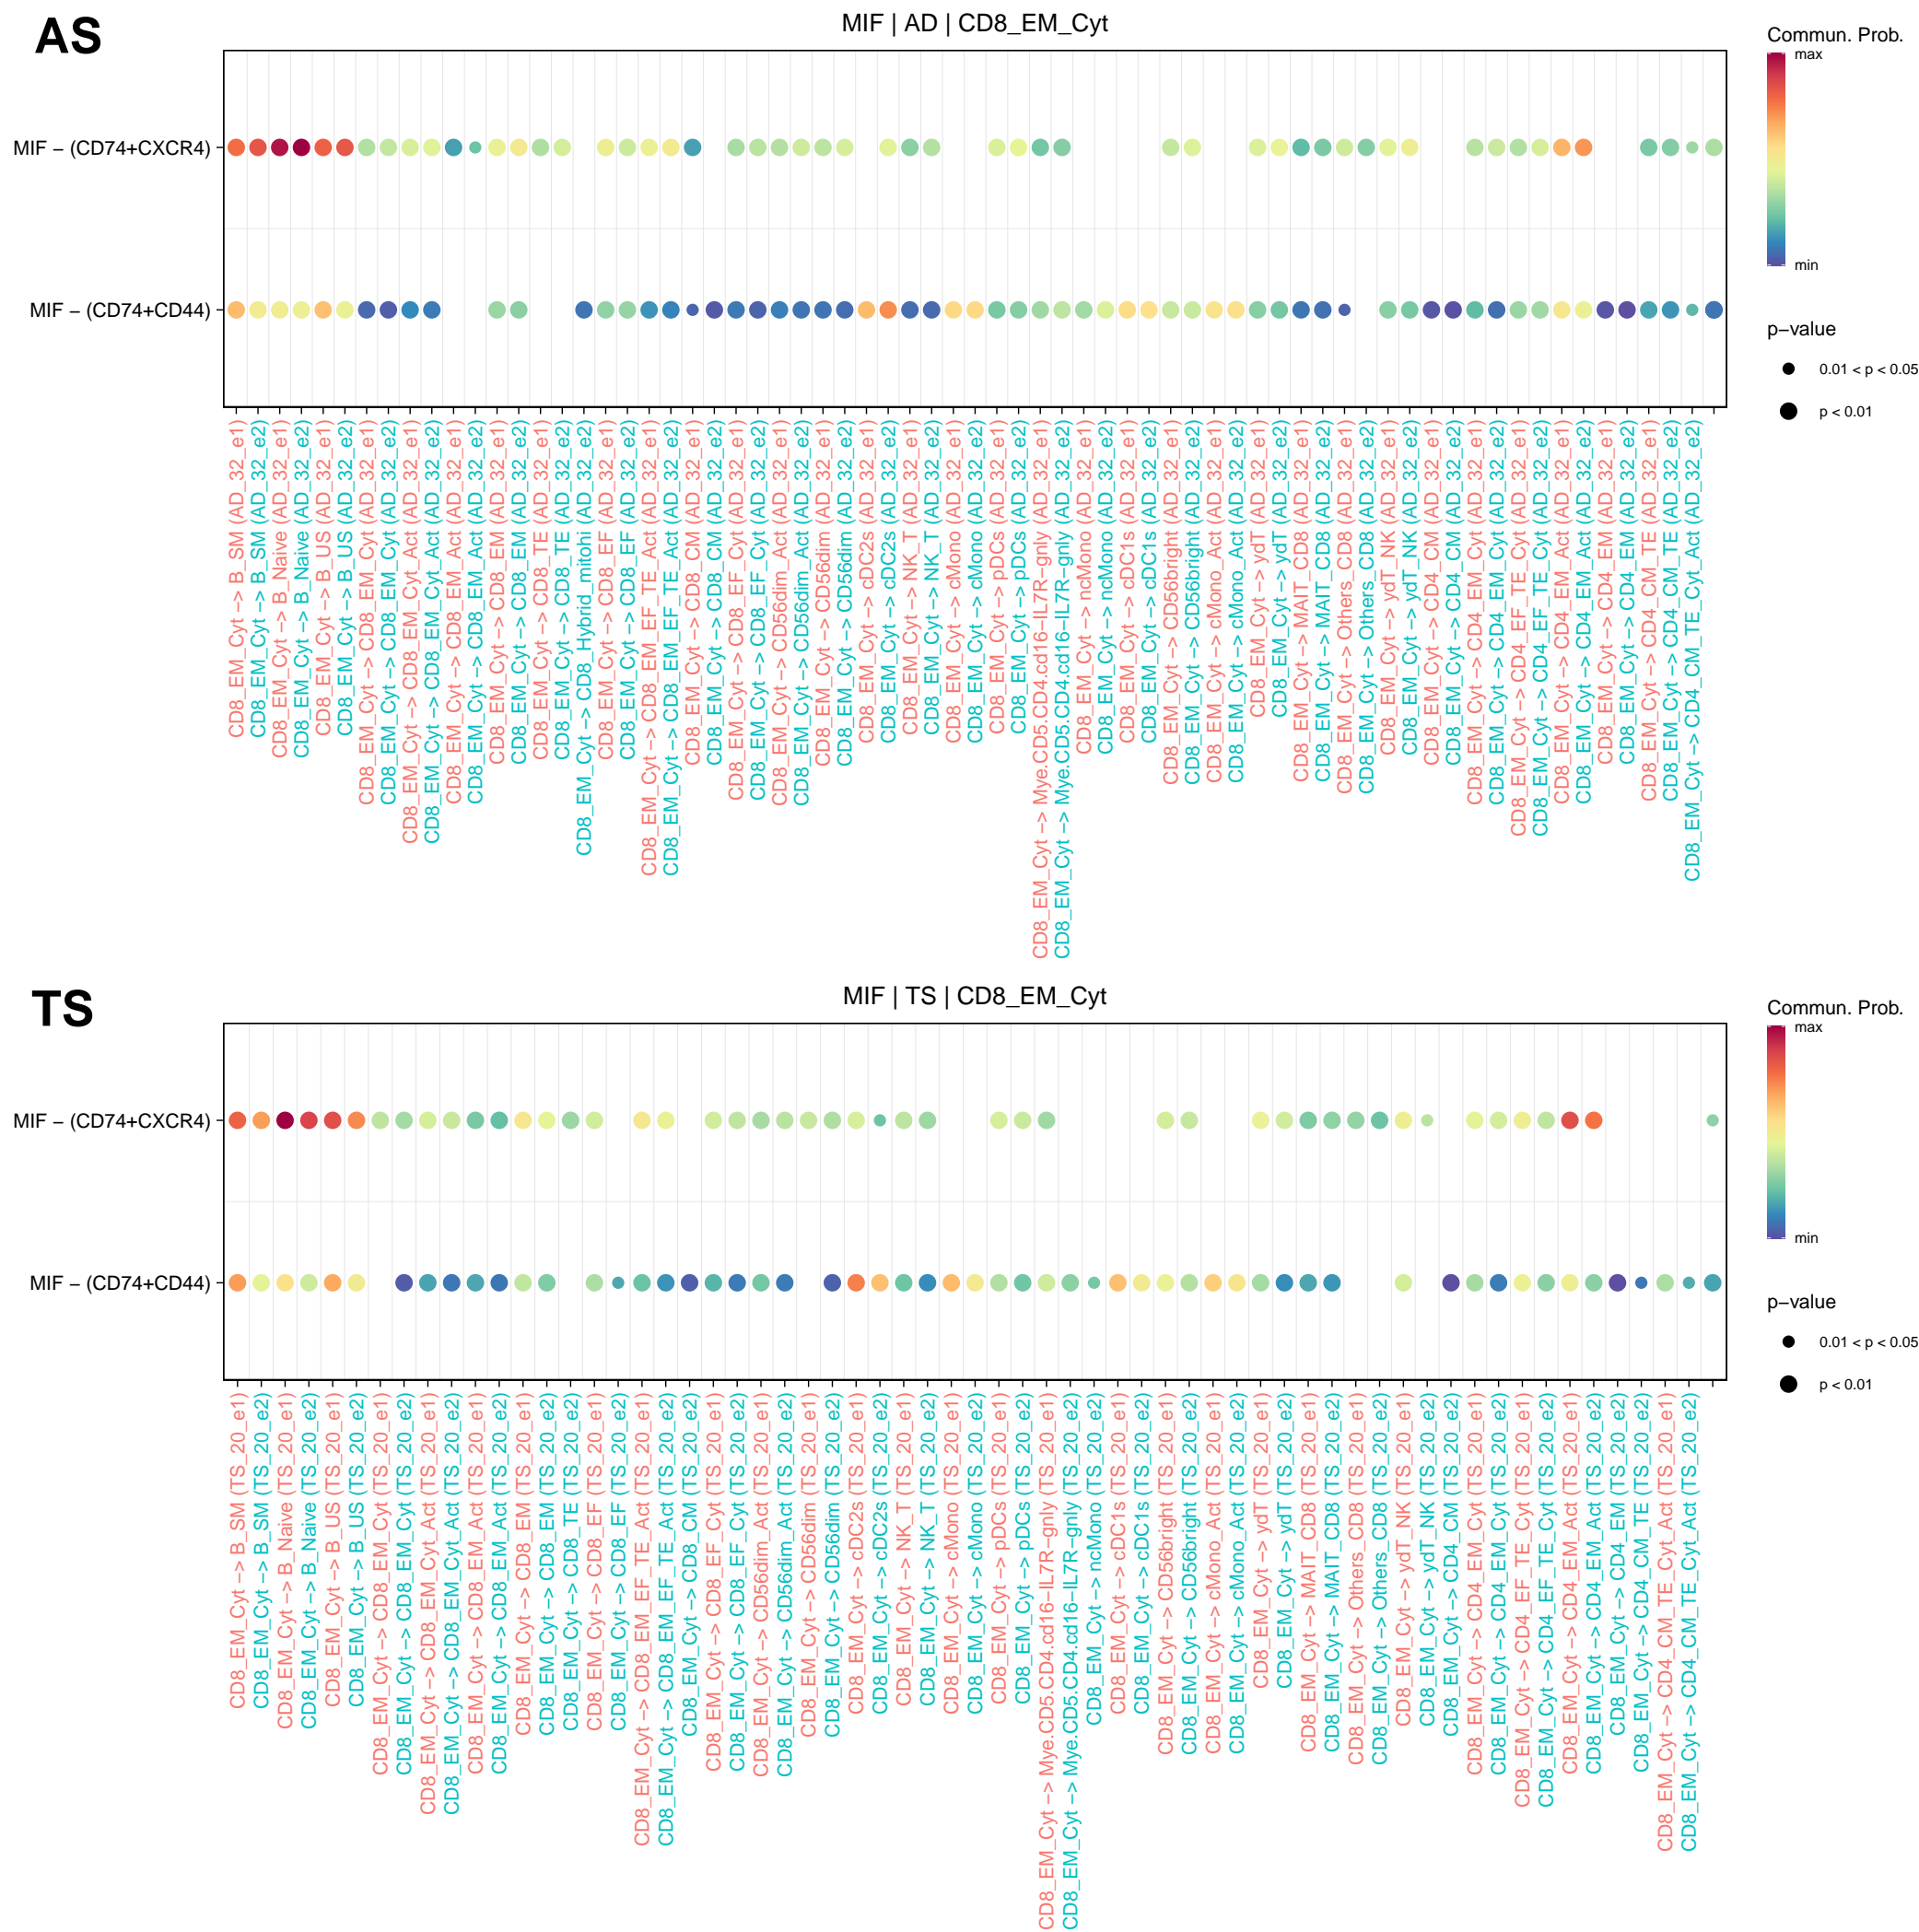 AS
MIF | AD | CD8_EM_Cyt
MIF − (CD74+CXCR4)
MIF − (CD74+CD44)
CD8_EM_Cyt −> B_SM (AD_32_e1)
CD8_EM_Cyt −> B_SM (AD_32_e2)
CD8_EM_Cyt −> B_Naive (AD_32_e1)
CD8_EM_Cyt −> B_Naive (AD_32_e2)
CD8_EM_Cyt −> B_US (AD_32_e1)
CD8_EM_Cyt −> B_US (AD_32_e2)
CD8_EM_Cyt −> CD8_EM_Cyt (AD_32_e1)
CD8_EM_Cyt −> CD8_EM_Cyt (AD_32_e2)
CD8_EM_Cyt −> CD8_EM_Cyt_Act (AD_32_e1)
CD8_EM_Cyt −> CD8_EM_Cyt_Act (AD_32_e2)
CD8_EM_Cyt −> CD8_EM_Act (AD_32_e1)
CD8_EM_Cyt −> CD8_EM_Act (AD_32_e2)
CD8_EM_Cyt −> CD8_EM (AD_32_e1)
CD8_EM_Cyt −> CD8_EM (AD_32_e2)
CD8_EM_Cyt −> CD8_TE (AD_32_e1)
CD8_EM_Cyt −> CD8_TE (AD_32_e2)
CD8_EM_Cyt −> CD8_Hybrid_mitohi (AD_32_e2)
CD8_EM_Cyt −> CD8_EF (AD_32_e1)
CD8_EM_Cyt −> CD8_EF (AD_32_e2)
CD8_EM_Cyt −> CD8_EM_EF_TE_Act (AD_32_e1)
CD8_EM_Cyt −> CD8_EM_EF_TE_Act (AD_32_e2)
CD8_EM_Cyt −> CD8_CM (AD_32_e1)
CD8_EM_Cyt −> CD8_CM (AD_32_e2)
CD8_EM_Cyt −> CD8_EF_Cyt (AD_32_e1)
CD8_EM_Cyt −> CD8_EF_Cyt (AD_32_e2)
CD8_EM_Cyt −> CD56dim_Act (AD_32_e1)
CD8_EM_Cyt −> CD56dim_Act (AD_32_e2)
CD8_EM_Cyt −> CD56dim (AD_32_e1)
CD8_EM_Cyt −> CD56dim (AD_32_e2)
CD8_EM_Cyt −> cDC2s (AD_32_e1)
CD8_EM_Cyt −> cDC2s (AD_32_e2)
CD8_EM_Cyt −> NK_T (AD_32_e1)
CD8_EM_Cyt −> NK_T (AD_32_e2)
CD8_EM_Cyt −> cMono (AD_32_e1)
CD8_EM_Cyt −> cMono (AD_32_e2)
CD8_EM_Cyt −> pDCs (AD_32_e1)
CD8_EM_Cyt −> pDCs (AD_32_e2)
CD8_EM_Cyt −> Mye.CD5.CD4.cd16−IL7R−gnly (AD_32_e1)
CD8_EM_Cyt −> Mye.CD5.CD4.cd16−IL7R−gnly (AD_32_e2)
CD8_EM_Cyt −> ncMono (AD_32_e1)
CD8_EM_Cyt −> ncMono (AD_32_e2)
CD8_EM_Cyt −> cDC1s (AD_32_e1)
CD8_EM_Cyt −> cDC1s (AD_32_e2)
CD8_EM_Cyt −> CD56bright (AD_32_e1)
CD8_EM_Cyt −> CD56bright (AD_32_e2)
CD8_EM_Cyt −> cMono_Act (AD_32_e1)
CD8_EM_Cyt −> cMono_Act (AD_32_e2)
CD8_EM_Cyt −> ydT (AD_32_e1)
CD8_EM_Cyt −> ydT (AD_32_e2)
CD8_EM_Cyt −> MAIT_CD8 (AD_32_e1)
CD8_EM_Cyt −> MAIT_CD8 (AD_32_e2)
CD8_EM_Cyt −> Others_CD8 (AD_32_e1)
CD8_EM_Cyt −> Others_CD8 (AD_32_e2)
CD8_EM_Cyt −> ydT_NK (AD_32_e1)
CD8_EM_Cyt −> ydT_NK (AD_32_e2)
CD8_EM_Cyt −> CD4_CM (AD_32_e1)
CD8_EM_Cyt −> CD4_CM (AD_32_e2)
CD8_EM_Cyt −> CD4_EM_Cyt (AD_32_e1)
CD8_EM_Cyt −> CD4_EM_Cyt (AD_32_e2)
CD8_EM_Cyt −> CD4_EF_TE_Cyt (AD_32_e1)
CD8_EM_Cyt −> CD4_EF_TE_Cyt (AD_32_e2)
CD8_EM_Cyt −> CD4_EM_Act (AD_32_e1)
CD8_EM_Cyt −> CD4_EM_Act (AD_32_e2)
CD8_EM_Cyt −> CD4_EM (AD_32_e1)
CD8_EM_Cyt −> CD4_EM (AD_32_e2)
CD8_EM_Cyt −> CD4_CM_TE (AD_32_e1)
CD8_EM_Cyt −> CD4_CM_TE (AD_32_e2)
CD8_EM_Cyt −> CD4_CM_TE_Cyt_Act (AD_32_e2)
Commun. Prob.
max
min
p−value
0.01 < p < 0.05
p < 0.01
TS
MIF | TS | CD8_EM_Cyt
MIF − (CD74+CXCR4)
MIF − (CD74+CD44)
CD8_EM_Cyt −> B_SM (TS_20_e1)
CD8_EM_Cyt −> B_SM (TS_20_e2)
CD8_EM_Cyt −> B_Naive (TS_20_e1)
CD8_EM_Cyt −> B_Naive (TS_20_e2)
CD8_EM_Cyt −> B_US (TS_20_e1)
CD8_EM_Cyt −> B_US (TS_20_e2)
CD8_EM_Cyt −> CD8_EM_Cyt (TS_20_e1)
CD8_EM_Cyt −> CD8_EM_Cyt (TS_20_e2)
CD8_EM_Cyt −> CD8_EM_Cyt_Act (TS_20_e1)
CD8_EM_Cyt −> CD8_EM_Cyt_Act (TS_20_e2)
CD8_EM_Cyt −> CD8_EM_Act (TS_20_e1)
CD8_EM_Cyt −> CD8_EM_Act (TS_20_e2)
CD8_EM_Cyt −> CD8_EM (TS_20_e1)
CD8_EM_Cyt −> CD8_EM (TS_20_e2)
CD8_EM_Cyt −> CD8_TE (TS_20_e2)
CD8_EM_Cyt −> CD8_EF (TS_20_e1)
CD8_EM_Cyt −> CD8_EF (TS_20_e2)
CD8_EM_Cyt −> CD8_EM_EF_TE_Act (TS_20_e1)
CD8_EM_Cyt −> CD8_EM_EF_TE_Act (TS_20_e2)
CD8_EM_Cyt −> CD8_CM (TS_20_e2)
CD8_EM_Cyt −> CD8_EF_Cyt (TS_20_e1)
CD8_EM_Cyt −> CD8_EF_Cyt (TS_20_e2)
CD8_EM_Cyt −> CD56dim_Act (TS_20_e1)
CD8_EM_Cyt −> CD56dim_Act (TS_20_e2)
CD8_EM_Cyt −> CD56dim (TS_20_e1)
CD8_EM_Cyt −> CD56dim (TS_20_e2)
CD8_EM_Cyt −> cDC2s (TS_20_e1)
CD8_EM_Cyt −> cDC2s (TS_20_e2)
CD8_EM_Cyt −> NK_T (TS_20_e1)
CD8_EM_Cyt −> NK_T (TS_20_e2)
CD8_EM_Cyt −> cMono (TS_20_e1)
CD8_EM_Cyt −> cMono (TS_20_e2)
CD8_EM_Cyt −> pDCs (TS_20_e1)
CD8_EM_Cyt −> pDCs (TS_20_e2)
CD8_EM_Cyt −> Mye.CD5.CD4.cd16−IL7R−gnly (TS_20_e1)
CD8_EM_Cyt −> Mye.CD5.CD4.cd16−IL7R−gnly (TS_20_e2)
CD8_EM_Cyt −> ncMono (TS_20_e2)
CD8_EM_Cyt −> cDC1s (TS_20_e1)
CD8_EM_Cyt −> cDC1s (TS_20_e2)
CD8_EM_Cyt −> CD56bright (TS_20_e1)
CD8_EM_Cyt −> CD56bright (TS_20_e2)
CD8_EM_Cyt −> cMono_Act (TS_20_e1)
CD8_EM_Cyt −> cMono_Act (TS_20_e2)
CD8_EM_Cyt −> ydT (TS_20_e1)
CD8_EM_Cyt −> ydT (TS_20_e2)
CD8_EM_Cyt −> MAIT_CD8 (TS_20_e1)
CD8_EM_Cyt −> MAIT_CD8 (TS_20_e2)
CD8_EM_Cyt −> Others_CD8 (TS_20_e1)
CD8_EM_Cyt −> Others_CD8 (TS_20_e2)
CD8_EM_Cyt −> ydT_NK (TS_20_e1)
CD8_EM_Cyt −> ydT_NK (TS_20_e2)
CD8_EM_Cyt −> CD4_CM (TS_20_e2)
CD8_EM_Cyt −> CD4_EM_Cyt (TS_20_e1)
CD8_EM_Cyt −> CD4_EM_Cyt (TS_20_e2)
CD8_EM_Cyt −> CD4_EF_TE_Cyt (TS_20_e1)
CD8_EM_Cyt −> CD4_EF_TE_Cyt (TS_20_e2)
CD8_EM_Cyt −> CD4_EM_Act (TS_20_e1)
CD8_EM_Cyt −> CD4_EM_Act (TS_20_e2)
CD8_EM_Cyt −> CD4_EM (TS_20_e2)
CD8_EM_Cyt −> CD4_CM_TE (TS_20_e2)
CD8_EM_Cyt −> CD4_CM_TE_Cyt_Act (TS_20_e1)
CD8_EM_Cyt −> CD4_CM_TE_Cyt_Act (TS_20_e2)
Commun. Prob.
max
min
p−value
0.01 < p < 0.05
p < 0.01